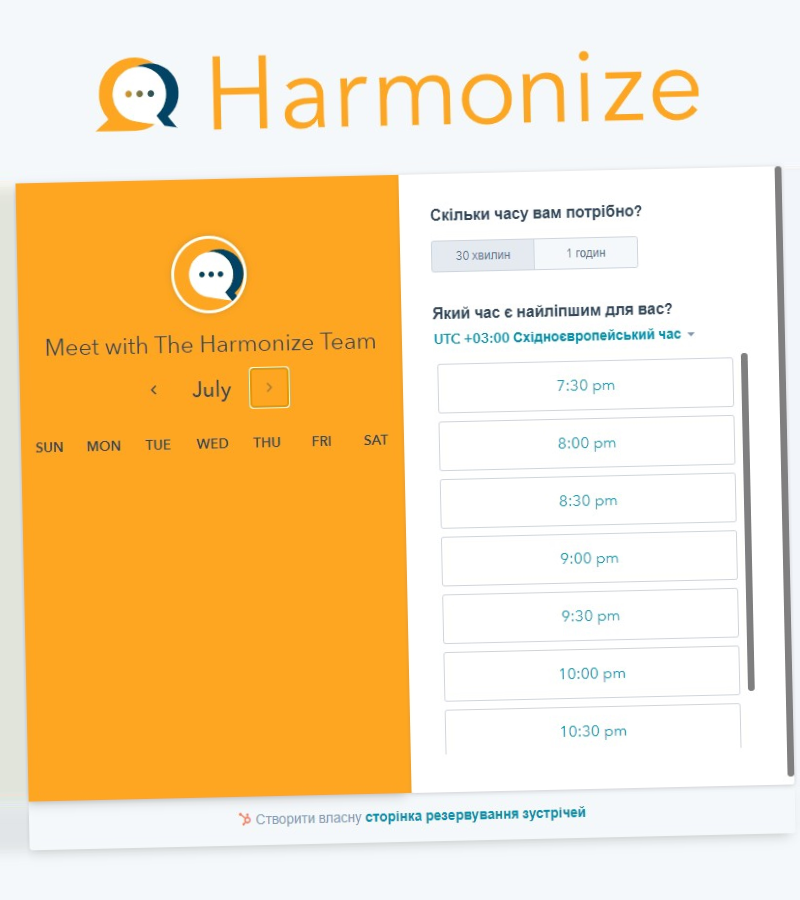 Harmonize
Meet with The Harmonize Team
July
SUN MON TUE WED THU FRI SAT
Скільки часу вам потрібно?
30 хвилин 1 годин
Який час є найліпшим для вас?
UTC +03:00 Східноєвропейський час
7:30 pm
8:00 pm
8:30 pm
9:00 pm
9:30 pm
10:00 pm
10:30 pm
Створити власну сторінка резервування зустрічей